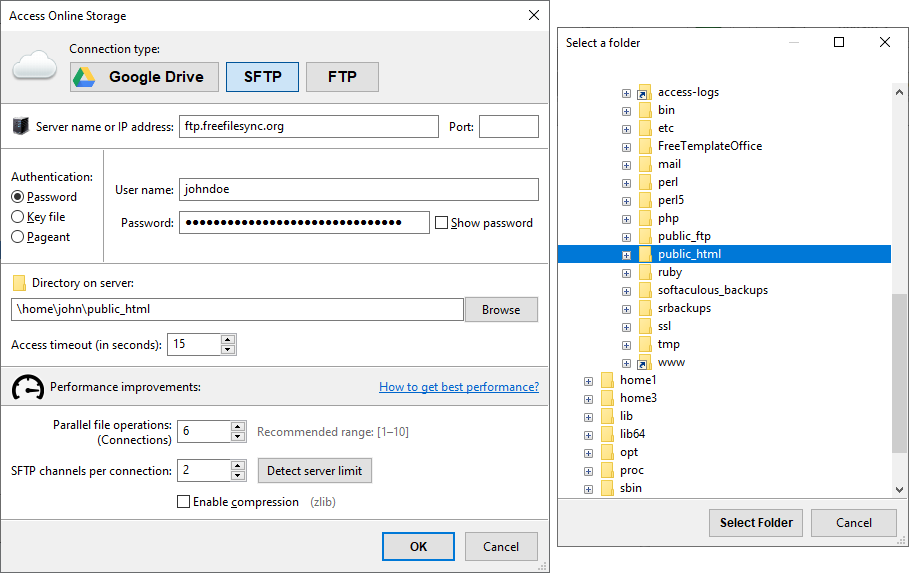 Access Online Storage
Connection type:
Google Drive
SFTP
FTP
Server name or IP address:
ftp.freefilesync.org
Port:
Authentication:
Password
Key file
Pageant
User name:
johndoe
Password:
●●●●●●●●●●●●●●●●●●●●●●●●●●●●●●●
Show password
Directory on server:
\home\john\public_html
Browse
Access timeout (in seconds):
15
Performance improvements:
How to get best performance?
Parallel file operations:
(Connections)
6
Recommended range: [1–10]
SFTP channels per connection:
2
Detect server limit
Enable compression
(zlib)
OK
Cancel
Select a folder
access-logs
bin
etc
FreeTemplateOffice
mail
perl
perl5
php
public_ftp
public_html
ruby
softaculous_backups
srbackups
ssl
tmp
www
home1
home3
lib
lib64
opt
proc
sbin
Select Folder
Cancel